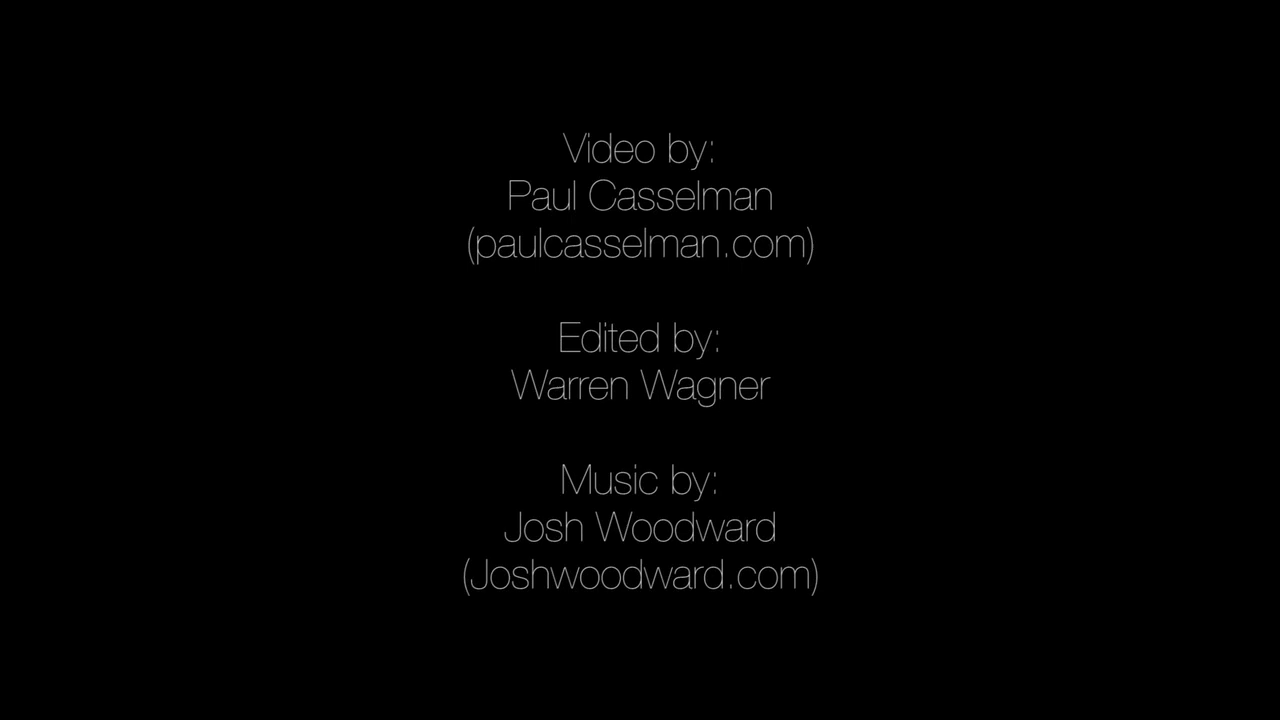 Video by:
Paul Casselman
(paulcasselman.com)
Edited by:
Warren Wagner
Music by:
Josh Woodward
(Joshwoodward.com)